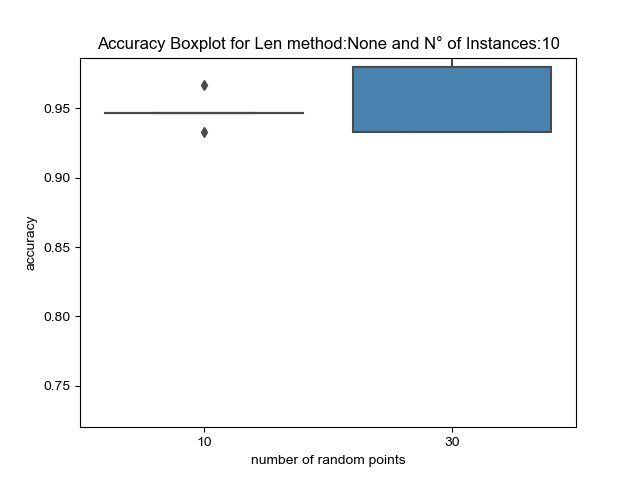 Accuracy Boxplot for Len method:None and N° of Instances:10
0.95
0.90
0.85
0.80
0.75
accuracy
10 30
number of random points